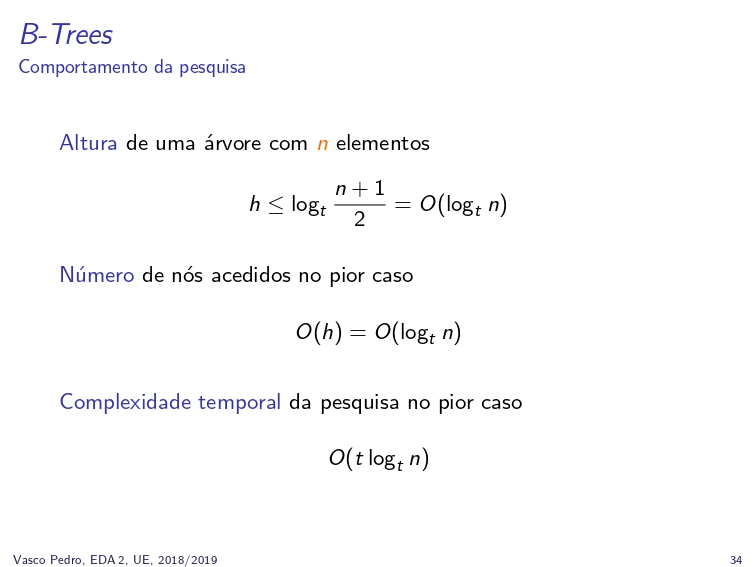 B-Trees
Comportamento da pesquisa
Altura de uma árvore com n elementos
h ≤ log_t (n + 1)/2 = O(log_t n)
Número de nós acedidos no pior caso
O(h) = O(log_t n)
Complexidade temporal da pesquisa no pior caso
O(t log_t n)
Vasco Pedro, EDA 2, UE, 2018/2019 34